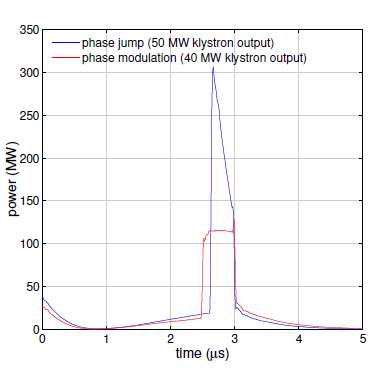 350
phase jump (50 MW klystron output)
phase modulation (40 MW klystron output)
300
250
200
150
100
50
0
power (MW)
0 1 2 3 4 5
time (μs)